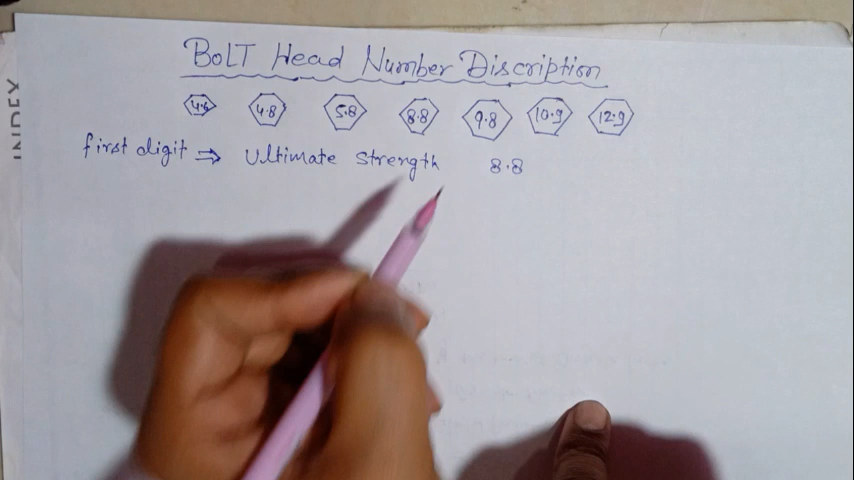 BOLT Head Number Discription
4.6 4.8 5.8 8.8 9.8 10.9 12.9
first digit ⇒ Ultimate strength 8.8
INDEX